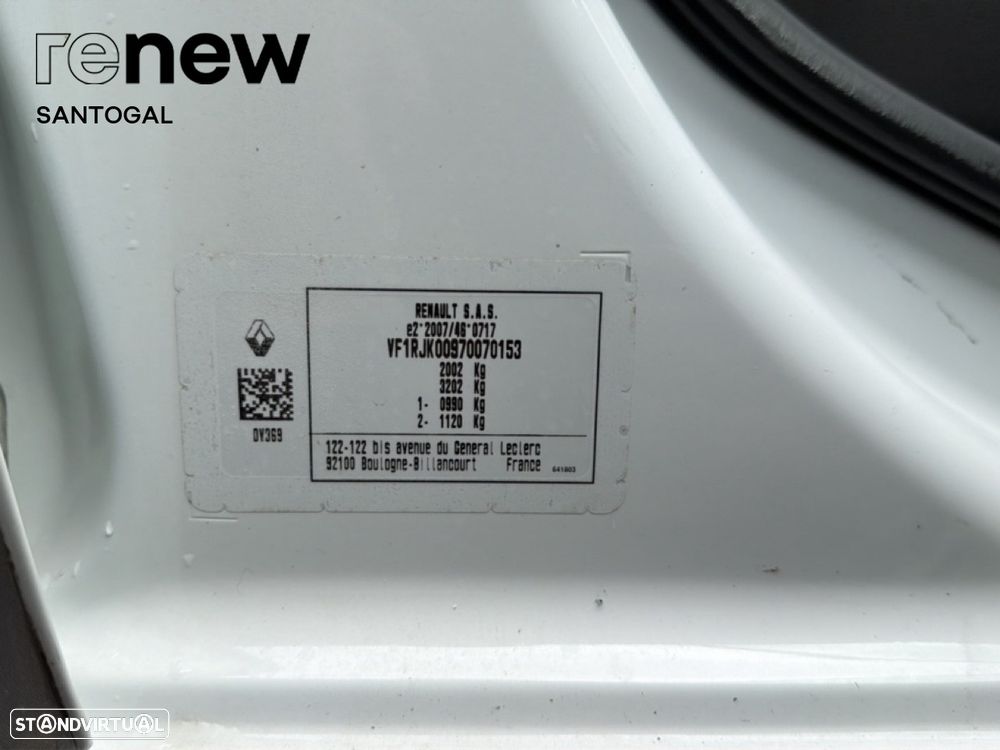 renew
SANTOGAL
RENAULT S.A.S.
e2*2007/46*0717
VF1RJK00970070153
2002 Kg
3202 Kg
1- 0990 Kg
2- 1120 Kg
DV369
122-122 bis avenue du General Leclerc
92100 Boulogne-Billancourt France 641803
STANDVIRTUAL